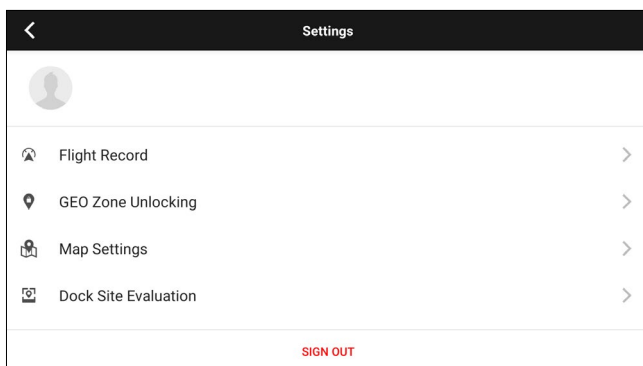 Settings
Flight Record
GEO Zone Unlocking
Map Settings
Dock Site Evaluation
SIGN OUT